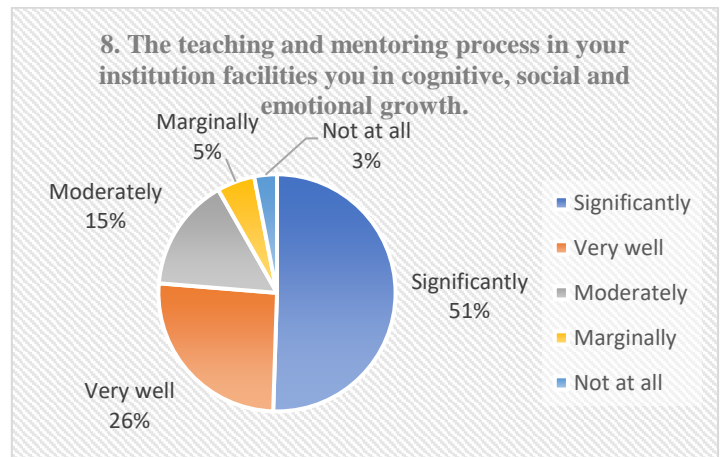 8. The teaching and mentoring process in your
institution facilities you in cognitive, social and
emotional growth.
Marginally
5%
Not at all
3%
Moderately
15%
Significantly
51%
Very well
26%
Significantly
Very well
Moderately
Marginally
Not at all